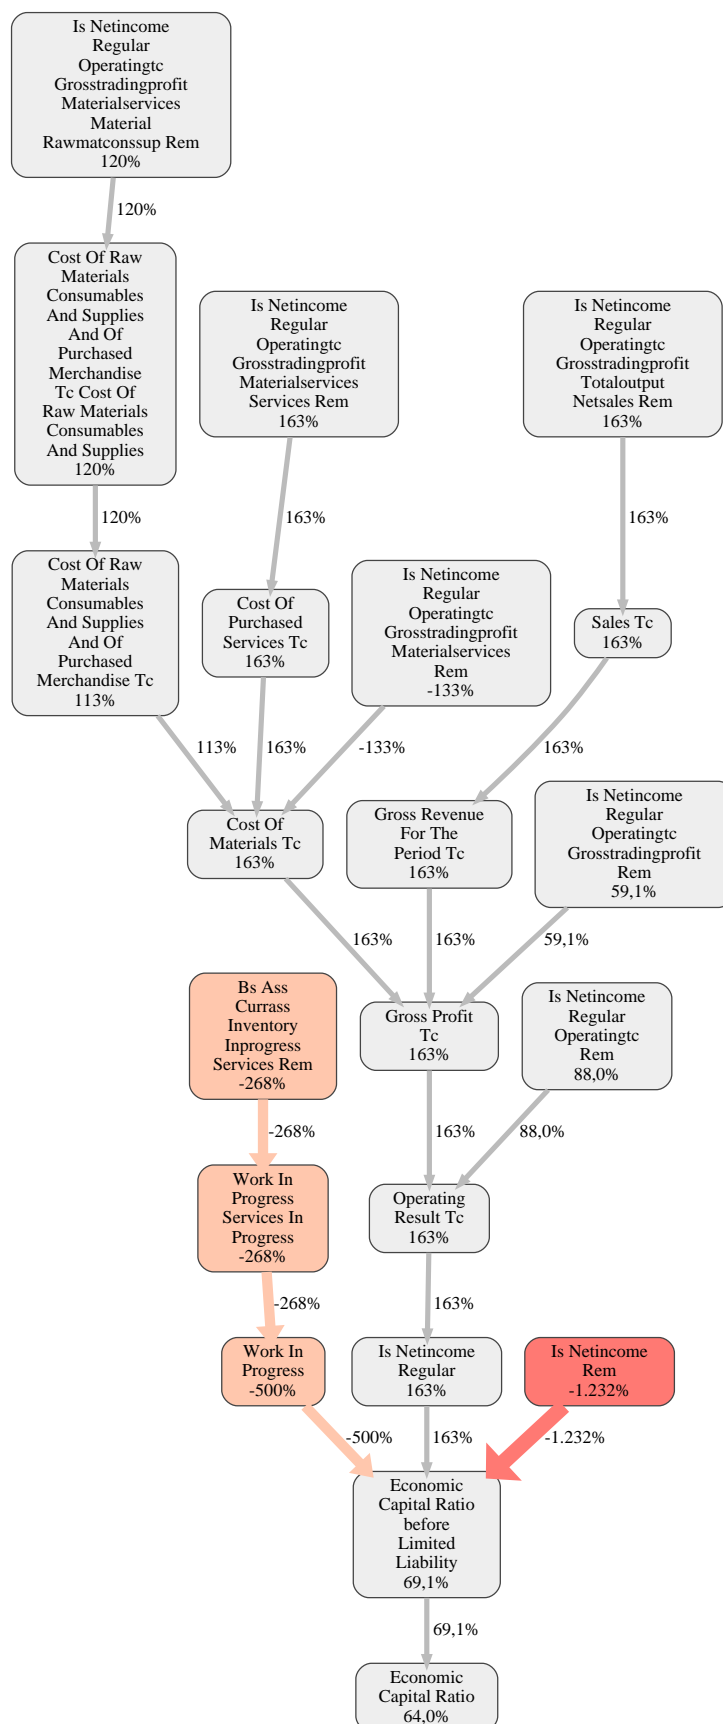 Is Netincome
Regular
Operatingtc
Grosstradingprofit
Materialservices
Material
Rawmatconssup Rem
120%
120%
Cost Of Raw
Materials
Consumables
And Supplies
And Of
Purchased
Merchandise
Tc Cost Of
Raw Materials
Consumables
And Supplies
120%
Is Netincome
Regular
Operatingtc
Grosstradingprofit
Materialservices
Services Rem
163%
Is Netincome
Regular
Operatingtc
Grosstradingprofit
Totaloutput
Netsales Rem
163%
120%
163%
163%
Cost Of Raw
Materials
Consumables
And Supplies
And Of
Purchased
Merchandise Tc
113%
Cost Of
Purchased
Services Tc
163%
Is Netincome
Regular
Operatingtc
Grosstradingprofit
Materialservices
Rem
-133%
Sales Tc
163%
113%
163%
-133%
163%
Cost Of
Materials Tc
163%
Gross Revenue
For The
Period Tc
163%
Is Netincome
Regular
Operatingtc
Grosstradingprofit
Rem
59,1%
163%
163%
59,1%
Bs Ass
Currass
Inventory
Inprogress
Services Rem
-268%
Gross Profit
Tc
163%
Is Netincome
Regular
Operatingtc
Rem
88,0%
-268%
163%
88,0%
Work In
Progress
Services In
Progress
-268%
Operating
Result Tc
163%
-268%
163%
Work In
Progress
-500%
Is Netincome
Regular
163%
Is Netincome
Rem
-1.232%
-500%
163%
-1.232%
Economic
Capital Ratio
before
Limited
Liability
69,1%
69,1%
Economic
Capital Ratio
64,0%